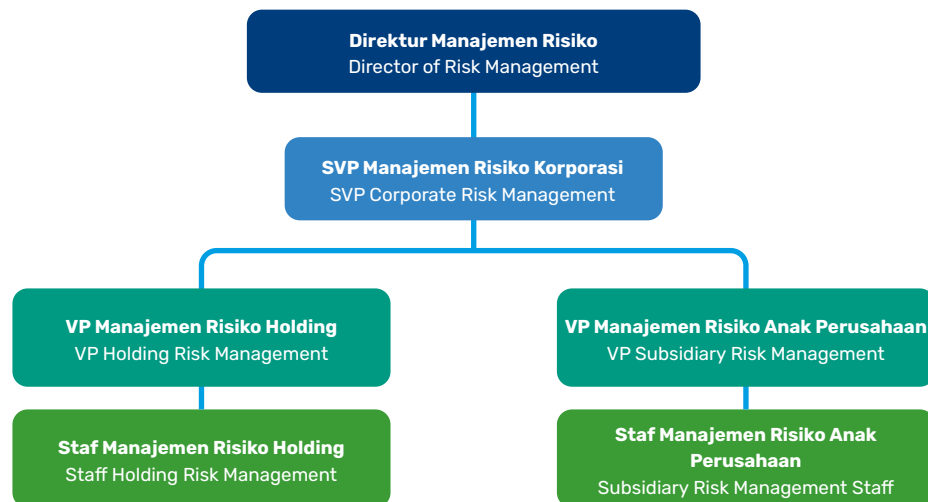 Direktur Manajemen Risiko
Director of Risk Management
SVP Manajemen Risiko Korporasi
SVP Corporate Risk Management
VP Manajemen Risiko Holding
VP Holding Risk Management
VP Manajemen Risiko Anak Perusahaan
VP Subsidiary Risk Management
Staf Manajemen Risiko Holding
Staff Holding Risk Management
Staf Manajemen Risiko Anak
Perusahaan
Subsidiary Risk Management Staff